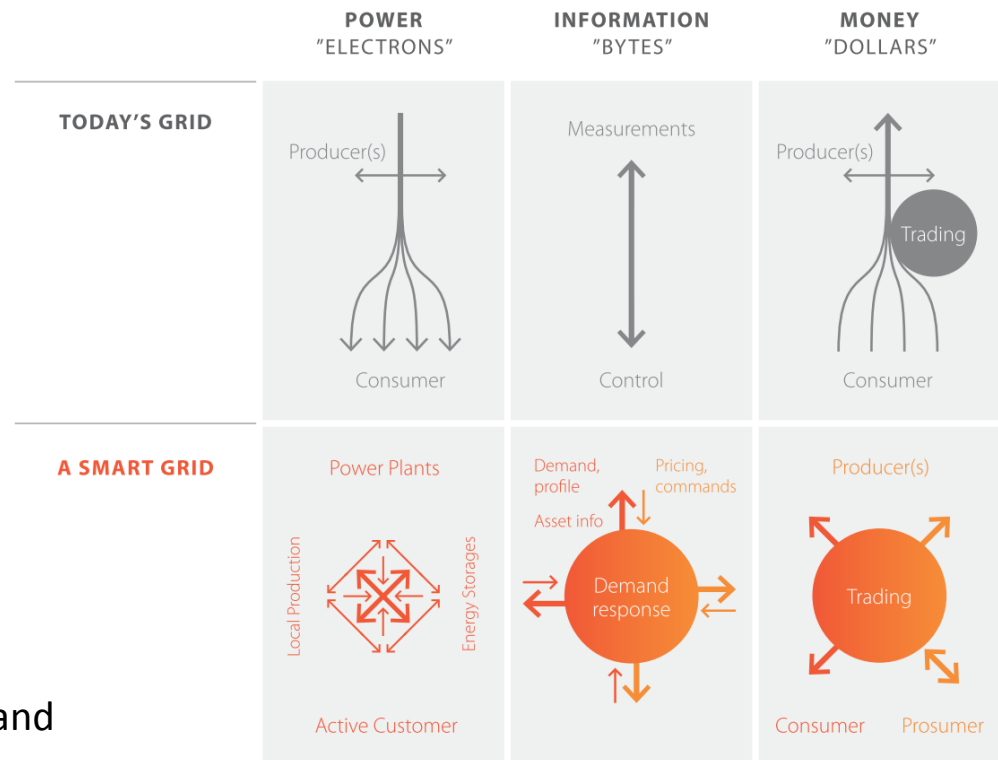 POWER
”ELECTRONS”
INFORMATION
”BYTES”
MONEY
”DOLLARS”
TODAY’S GRID
Producer(s)
Consumer
Measurements
Control
Producer(s)
Trading
Consumer
A SMART GRID
Power Plants
Local Production
Energy Storages
Active Customer
Demand,
profile
Pricing,
commands
Asset info
Demand
response
Producer(s)
Trading
Consumer
Prosumer
and